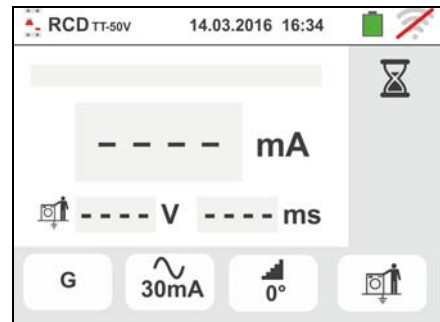 RCD TT-50V 14.03.2016 16:34
- - - - mA
- - - - V - - - - ms
G 30mA 0°